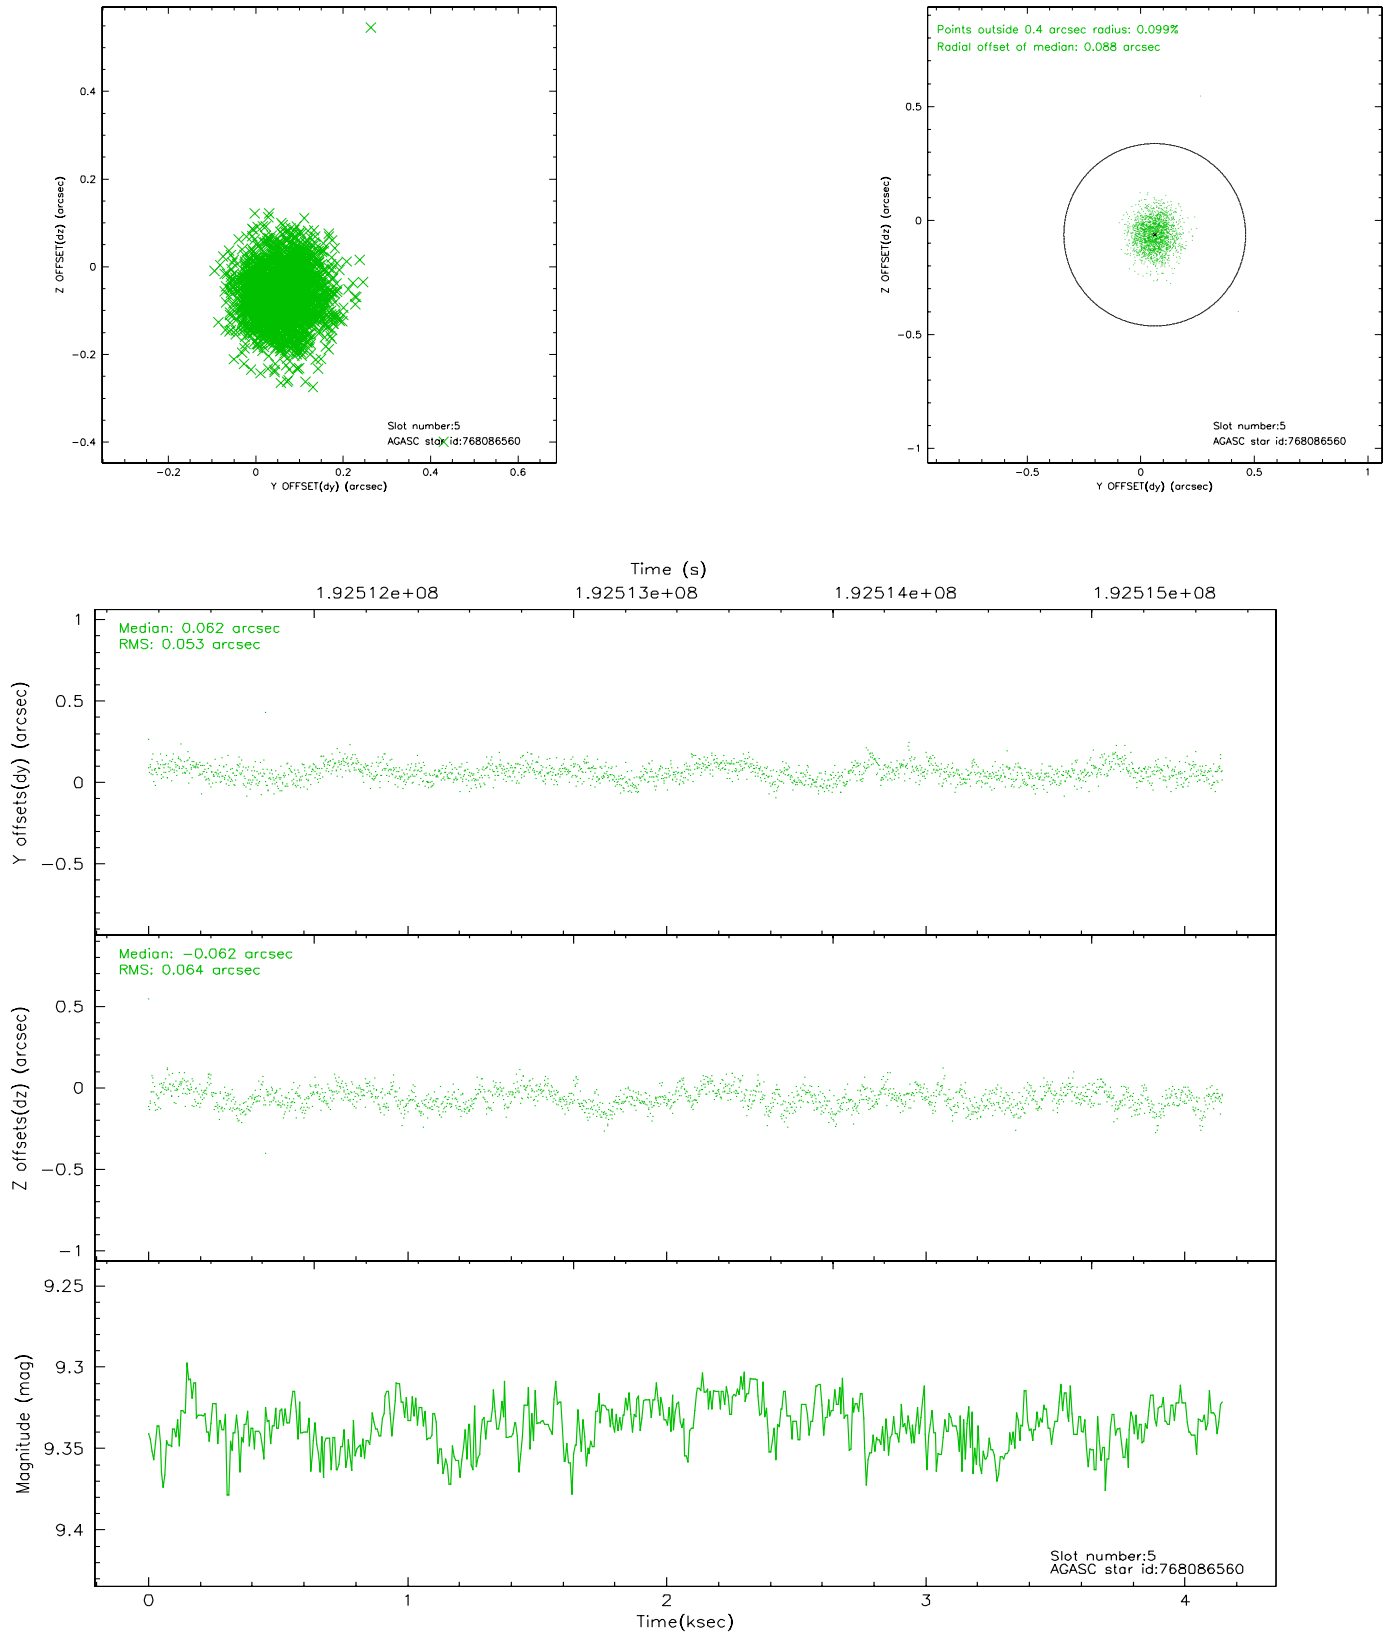 0.4
0.2
0
−0.2
−0.4
Z OFFSET(dz) (arcsec)
Slot number:5
AGASC star id:768086560
−0.2
0
0.2
0.4
0.6
Y OFFSET(dy) (arcsec)
Points outside 0.4 arcsec radius: 0.099%
Radial offset of median: 0.088 arcsec
0.5
0
−0.5
−1
Z OFFSET(dz) (arcsec)
Slot number:5
AGASC star id:768086560
−0.5
0
0.5
1
Y OFFSET(dy) (arcsec)
Time (s)
1.92512e+08
1.92513e+08
1.92514e+08
1.92515e+08
Median: 0.062 arcsec
RMS: 0.053 arcsec
1
0.5
0
−0.5
Y offsets(dy) (arcsec)
Median: −0.062 arcsec
RMS: 0.064 arcsec
0.5
0
−0.5
−1
Z offsets(dz) (arcsec)
9.25
9.3
9.35
9.4
Magnitude (mag)
Slot number:5
AGASC star id:768086560
0
1
2
3
4
Time(ksec)